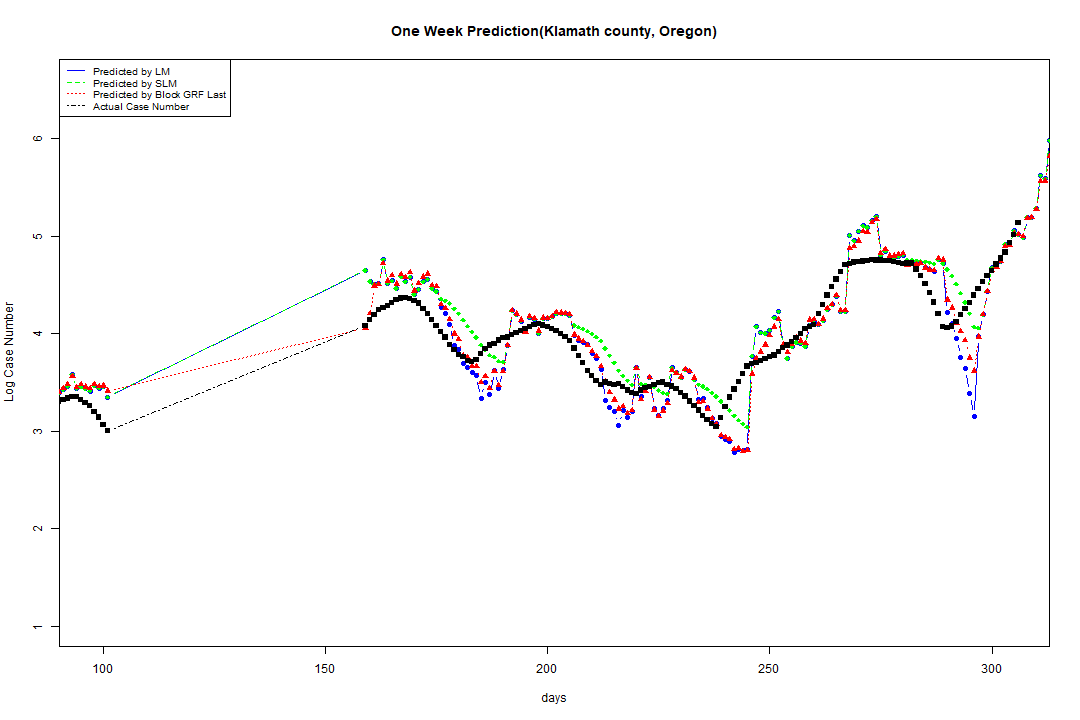 One Week Prediction(Klamath county, Oregon)
Predicted by LM
Predicted by SLM
Predicted by Block GRF Last
Actual Case Number
Log Case Number
6
5
4
3
2
1
100 150 200 250 300
days